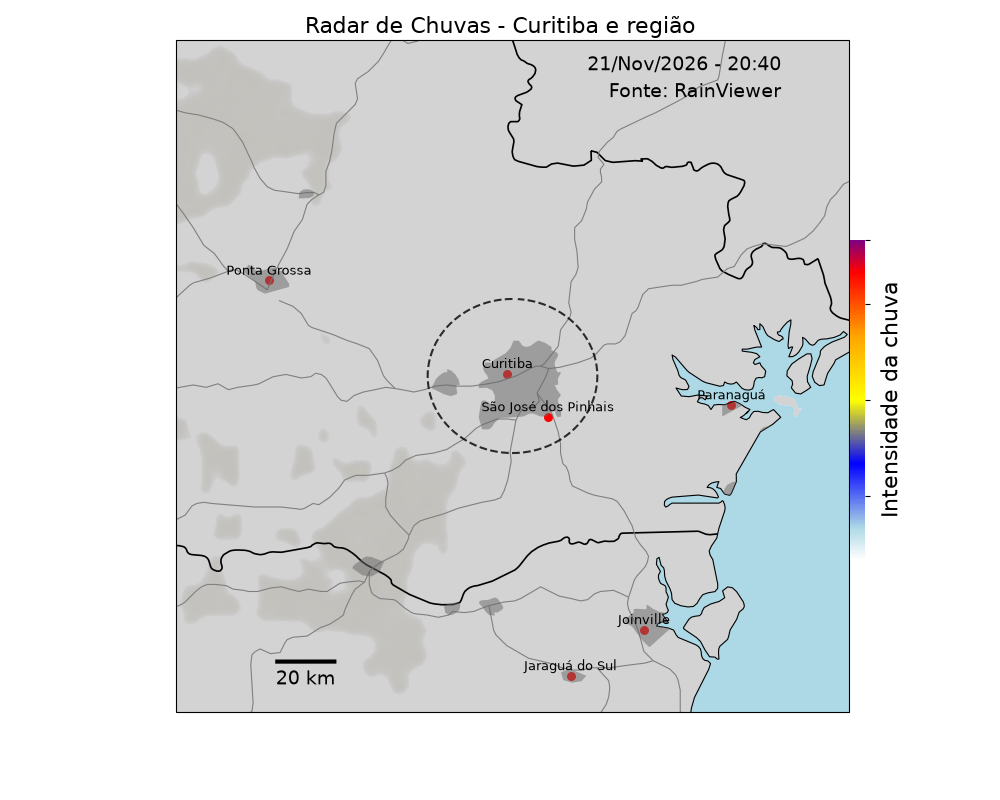 Radar de Chuvas - Curitiba e região
21/Nov/2026 - 20:40
Fonte: RainViewer
Ponta Grossa
Curitiba
Paranaguá
São José dos Pinhais
Intensidade da chuva
Joinville
Jaraguá do Sul
20 km